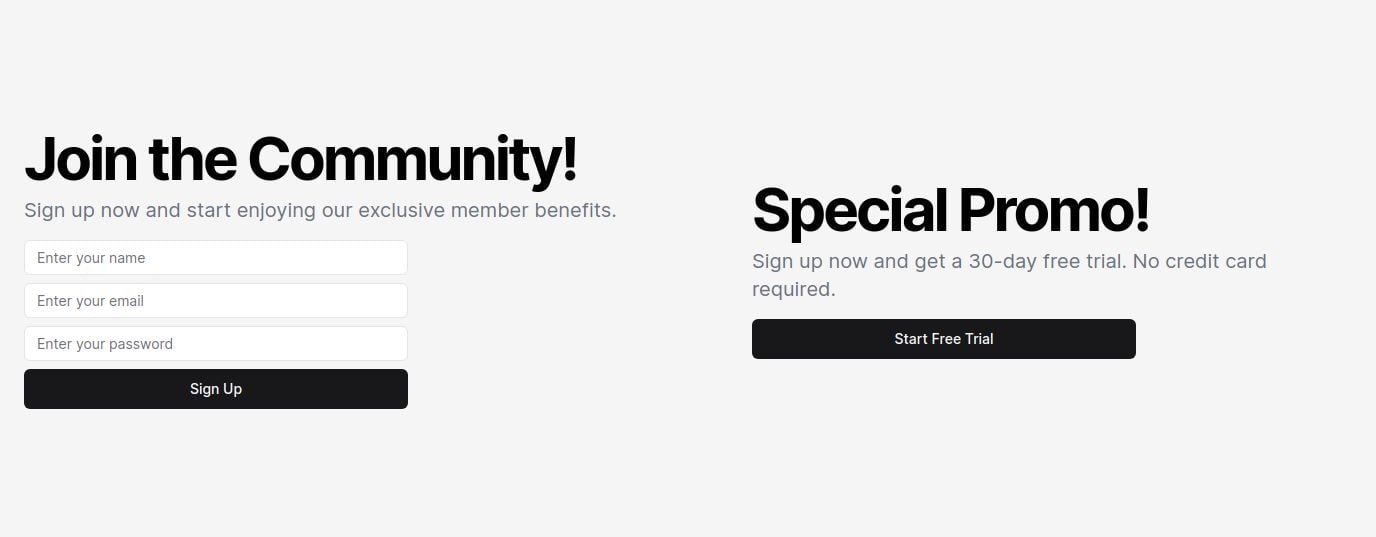 Join the Community!
Sign up now and start enjoying our exclusive member benefits.
Enter your name
Enter your email
Enter your password
Sign Up
Special Promo!
Sign up now and get a 30-day free trial. No credit card
required.
Start Free Trial